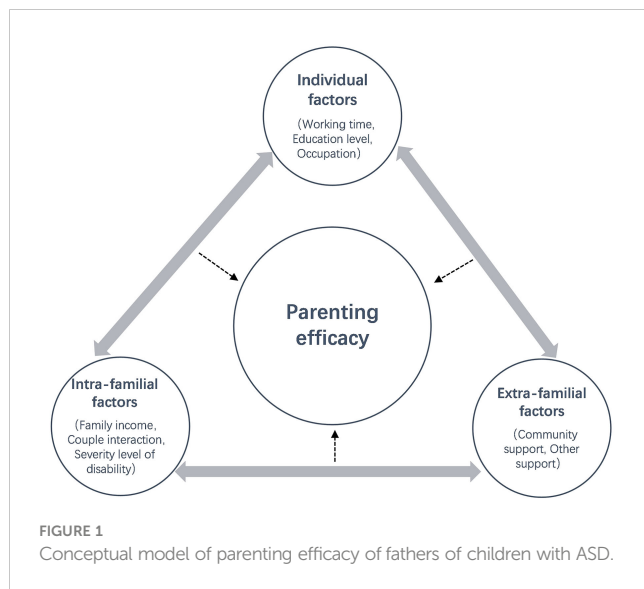 Individual
factors
(Working time,
Education level,
Occupation)
Parenting
efficacy
Intra-familial
factors
(Family income,
Couple interaction,
Severity level of
disability)
Extra-familial
factors
(Community
support, Other
support)
FIGURE 1
Conceptual model of parenting efficacy of fathers of children with ASD.